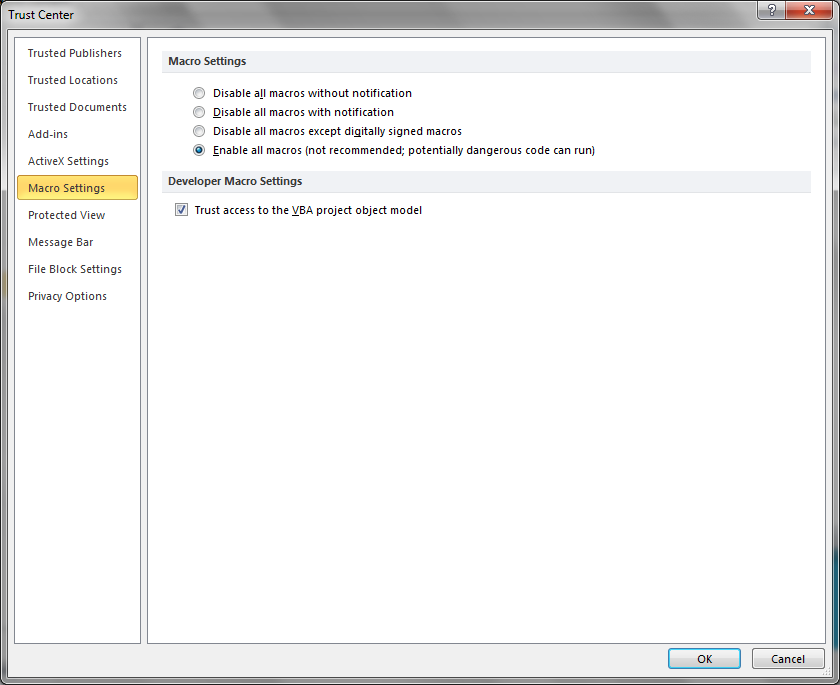 Trust Center
?
Trusted Publishers
Trusted Locations
Trusted Documents
Add-ins
ActiveX Settings
Macro Settings
Protected View
Message Bar
File Block Settings
Privacy Options
Macro Settings
Disable all macros without notification
Disable all macros with notification
Disable all macros except digitally signed macros
Enable all macros (not recommended; potentially dangerous code can run)
Developer Macro Settings
Trust access to the VBA project object model
OK
Cancel